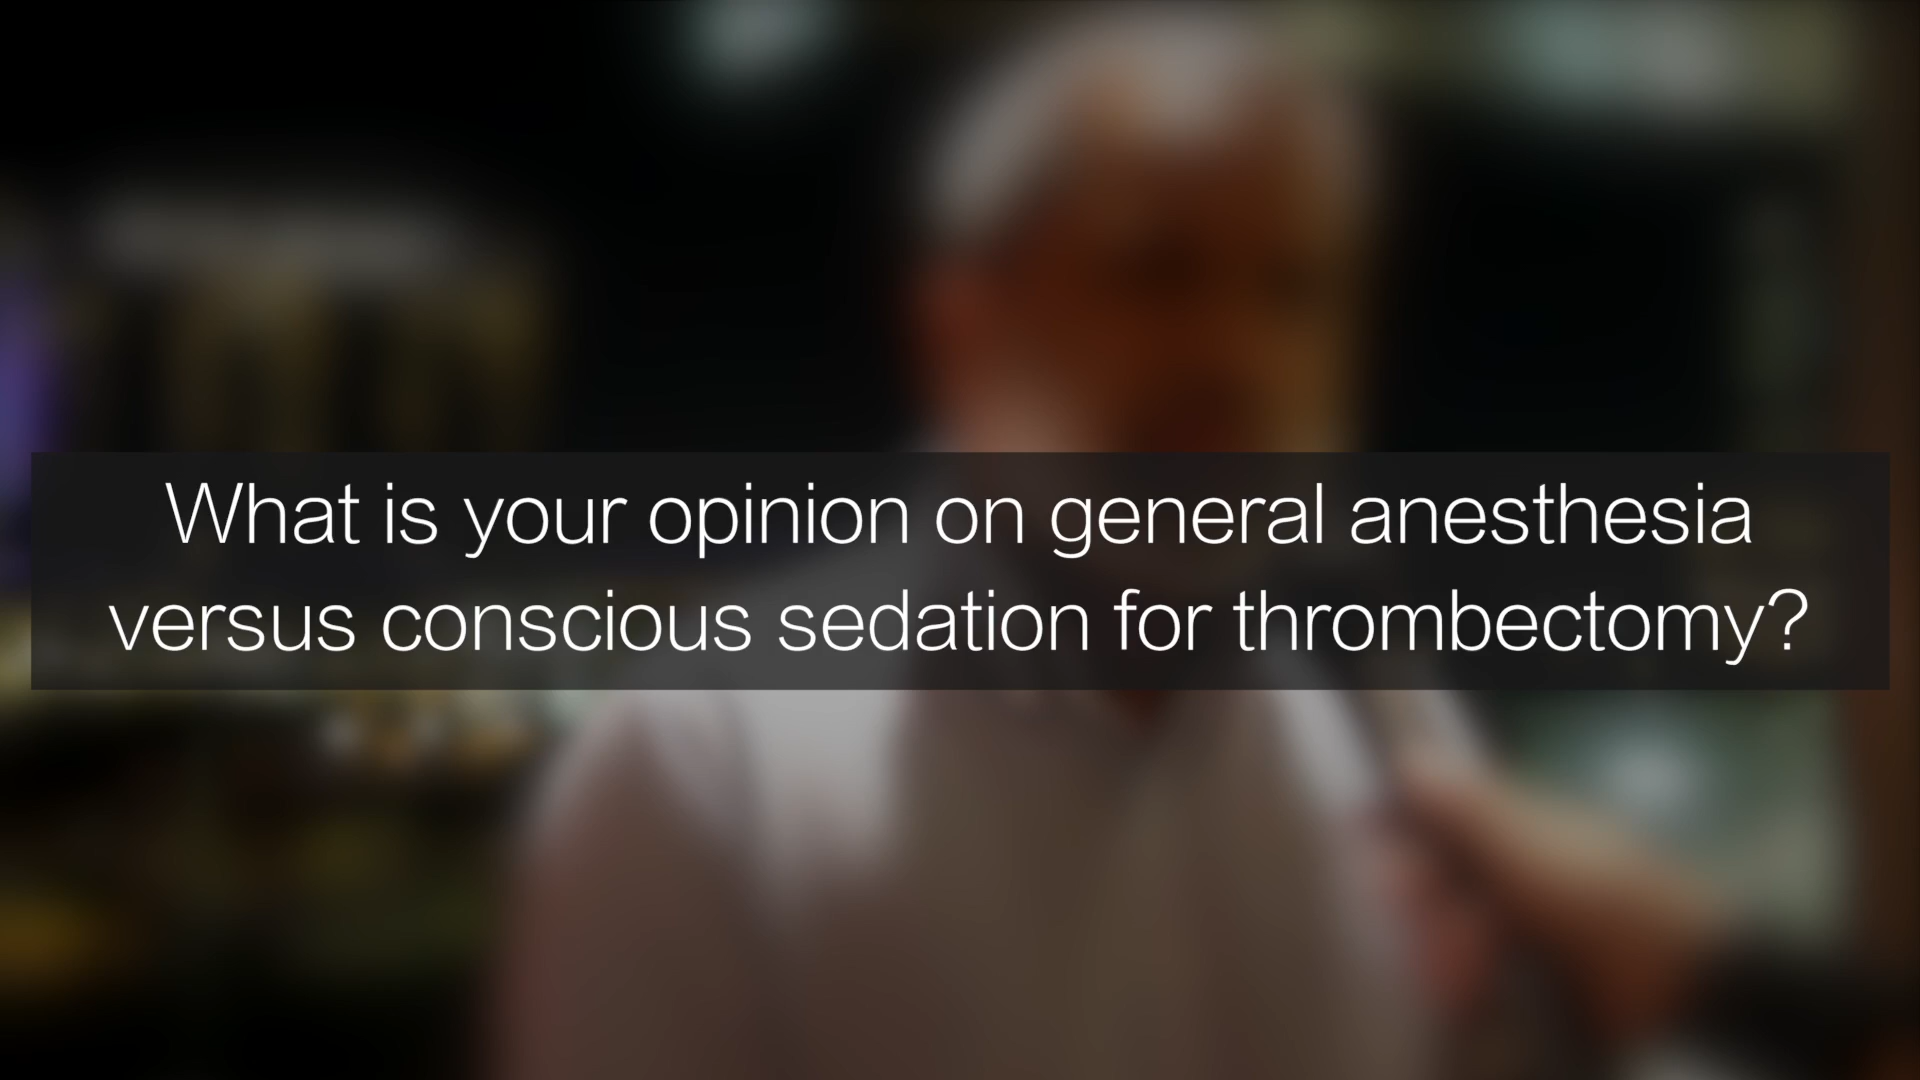 What is your opinion on general anesthesia
versus conscious sedation for thrombectomy?